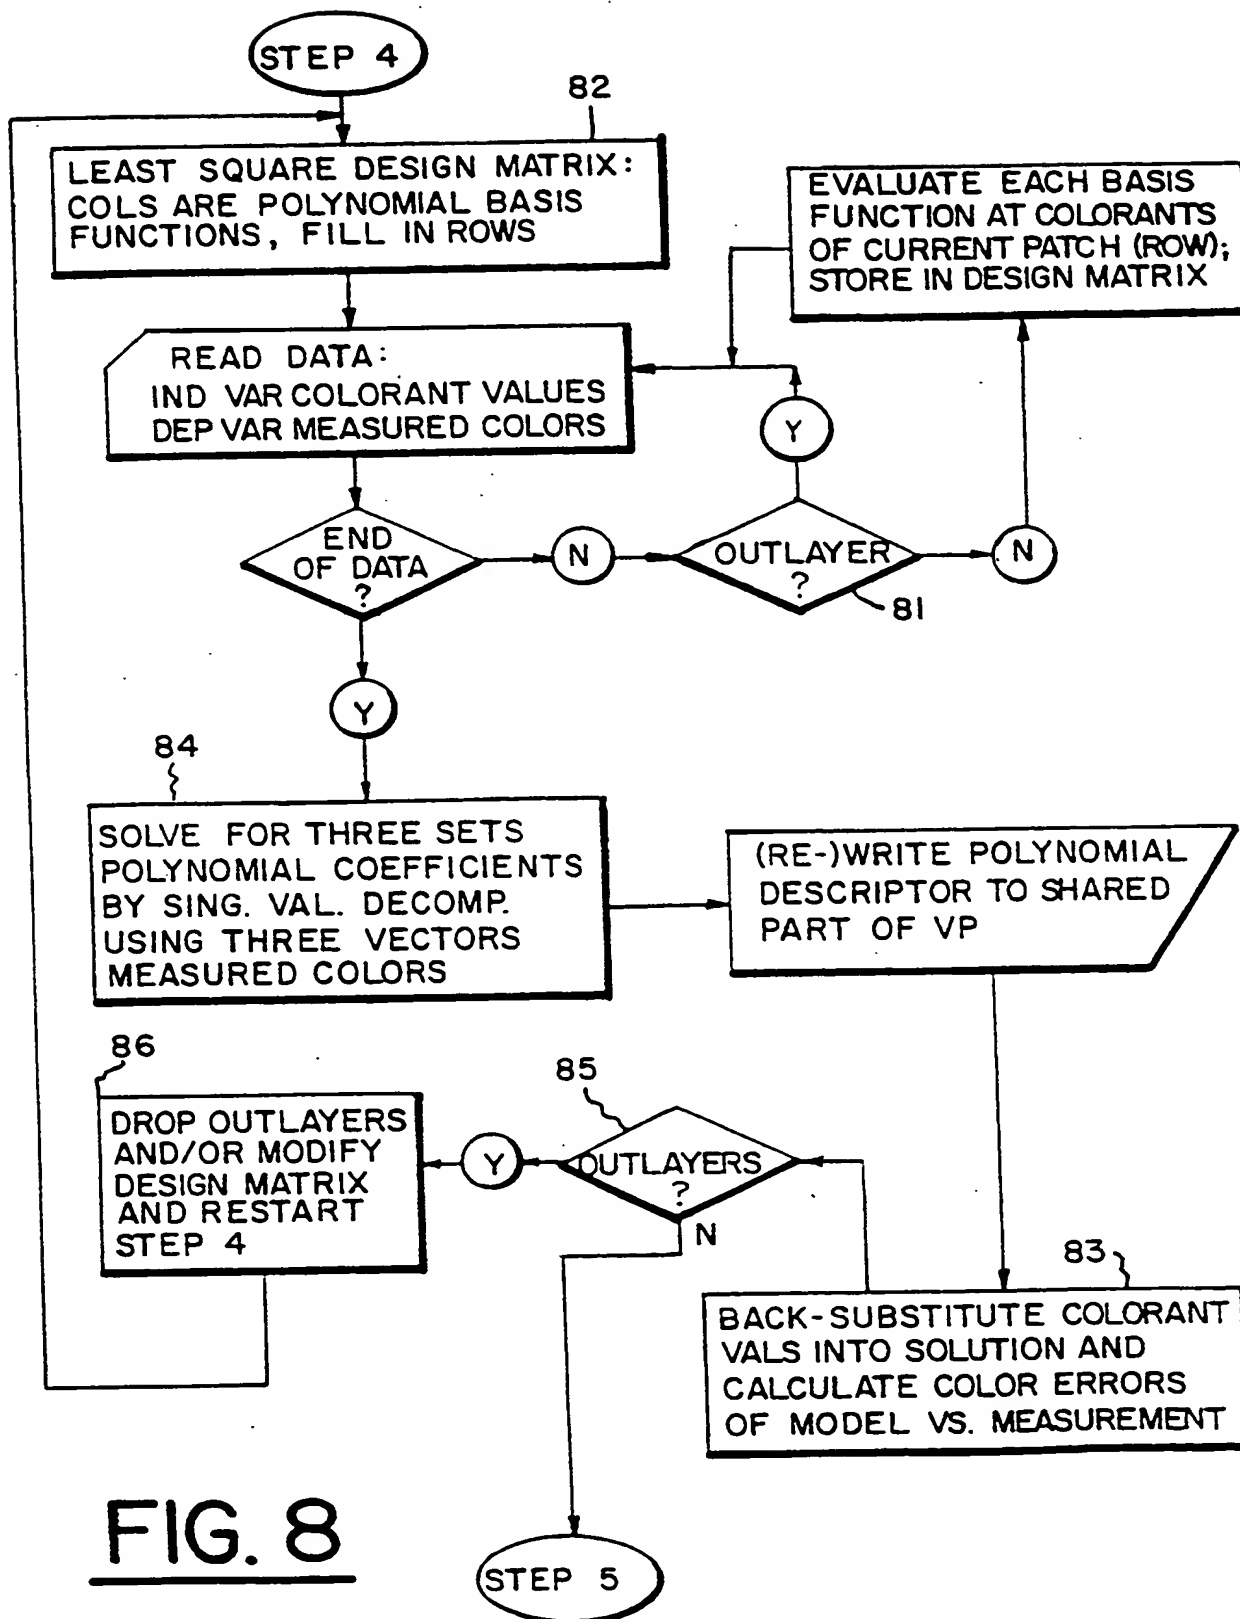 STEP 4
82
LEAST SQUARE DESIGN MATRIX:
COLS ARE POLYNOMIAL BASIS
FUNCTIONS, FILL IN ROWS
EVALUATE EACH BASIS
FUNCTION AT COLORANTS
OF CURRENT PATCH (ROW);
STORE IN DESIGN MATRIX
READ DATA:
IND VAR COLORANT VALUES
DEP VAR MEASURED COLORS
Y
END
OF DATA
?
N
OUTLAYER
?
N
81
Y
84
SOLVE FOR THREE SETS
POLYNOMIAL COEFFICIENTS
BY SING. VAL. DECOMP.
USING THREE VECTORS
MEASURED COLORS
(RE-)WRITE POLYNOMIAL
DESCRIPTOR TO SHARED
PART OF VP
86
DROP OUTLAYERS
AND/OR MODIFY
DESIGN MATRIX
AND RESTART
STEP 4
Y
85
OUTLAYERS
?
N
83
BACK-SUBSTITUTE COLORANT
VALS INTO SOLUTION AND
CALCULATE COLOR ERRORS
OF MODEL VS. MEASUREMENT
FIG. 8
STEP 5